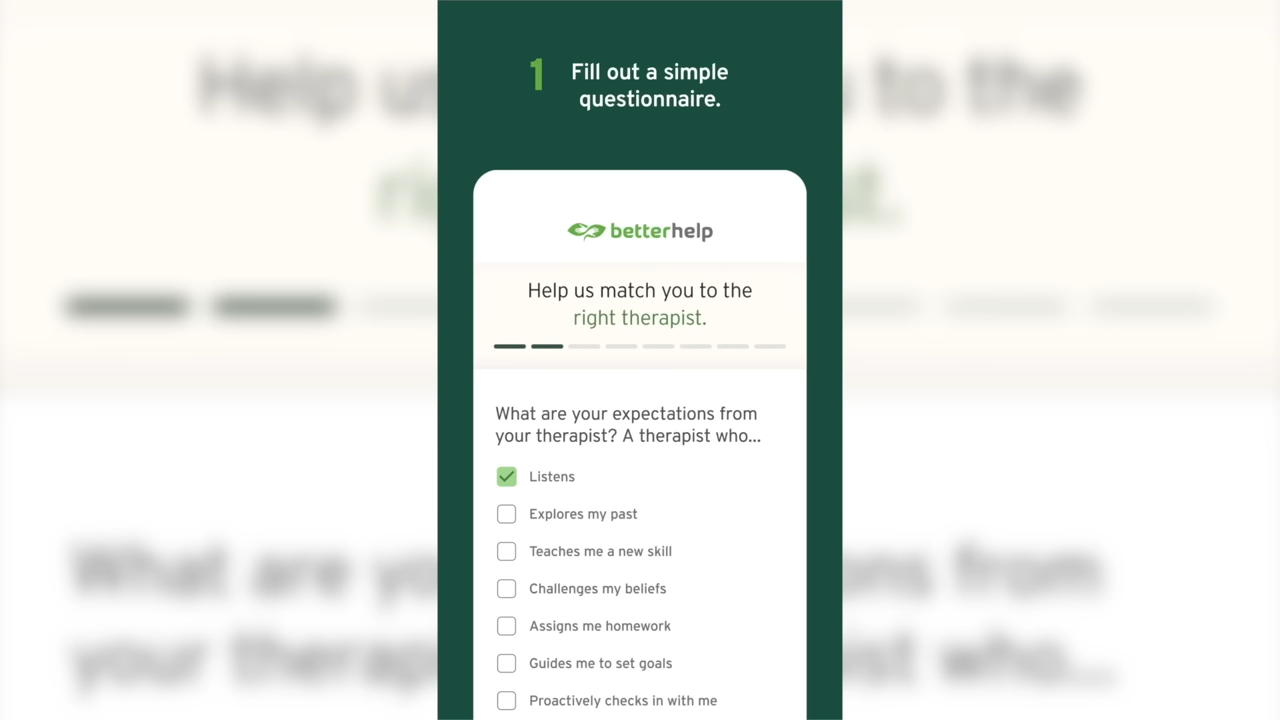 1
Fill out a simple
questionnaire.
betterhelp
Help us match you to the
right therapist.
What are your expectations from
your therapist? A therapist who...
Listens
Explores my past
Teaches me a new skill
Challenges my beliefs
Assigns me homework
Guides me to set goals
Proactively checks in with me